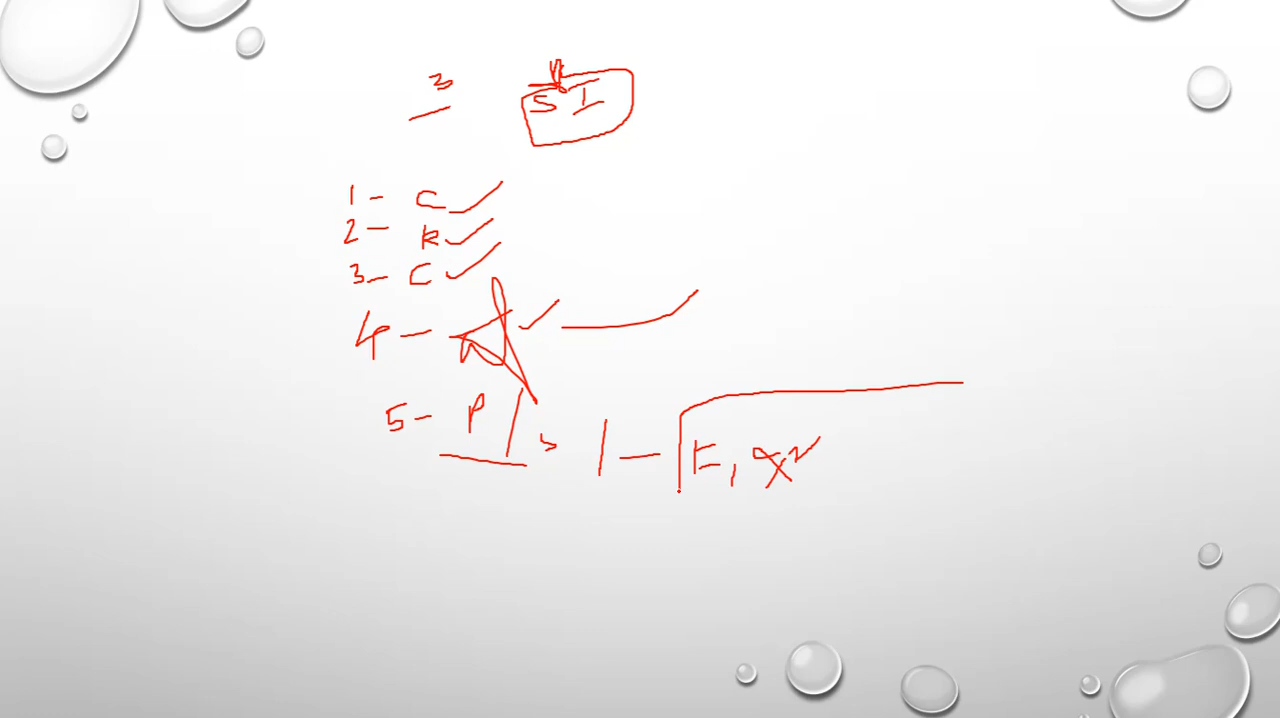 3 SI
1- C
2- R
3- C
4-
5- P
1- E, x²